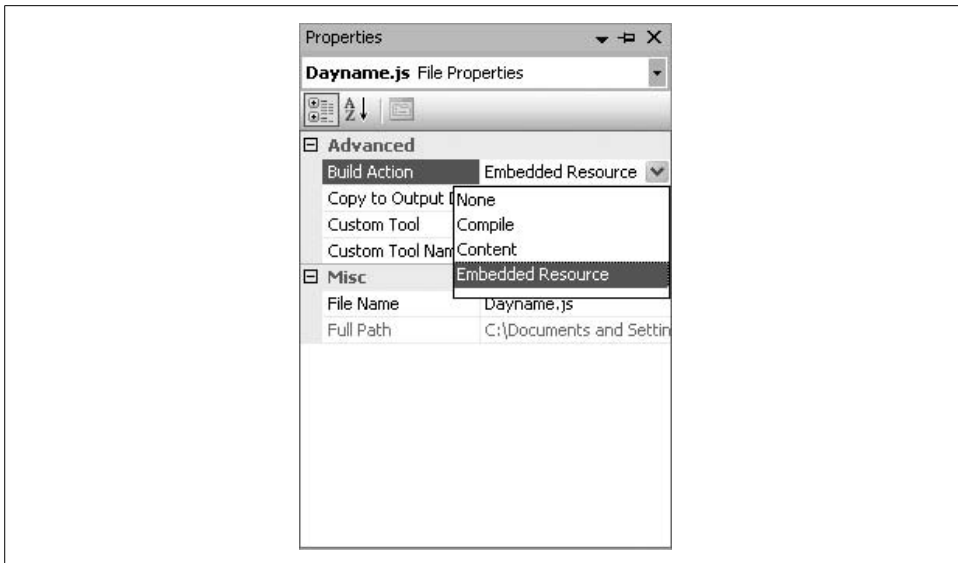 Properties
Dayname.js File Properties
Advanced
Build Action Embedded Resource
Copy to Output
None
Custom Tool
Compile
Custom Tool Nam
Content
Embedded Resource
Misc
File Name Dayname.js
Full Path C:\Documents and Settin